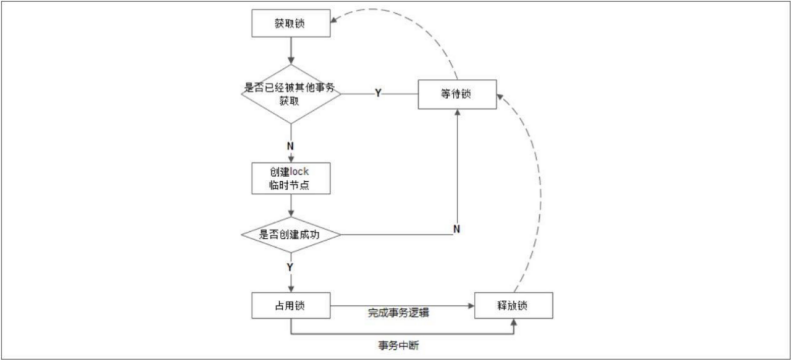 获取锁
是否已经被其他事务
获取
Y
等待锁
N
创建lock
临时节点
是否创建成功
N
Y
占用锁
完成事务逻辑
释放锁
事务中断